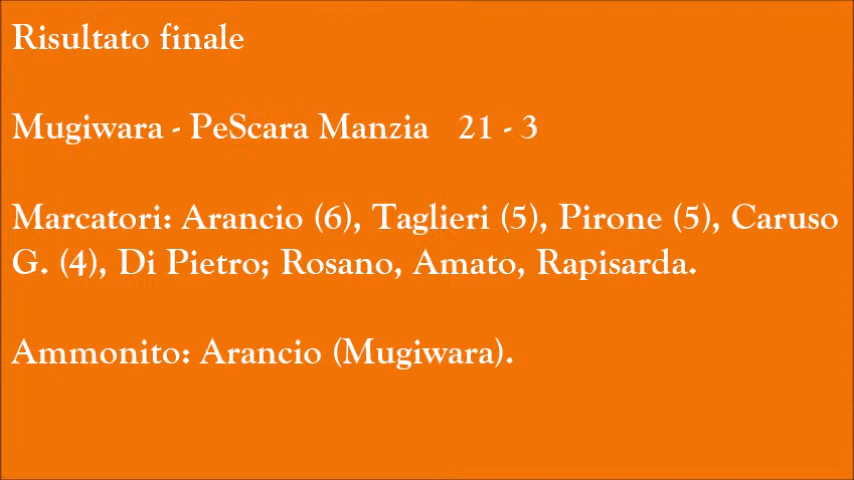 Risultato finale
Mugiwara - PeScara Manzia 21 - 3
Marcatori: Arancio (6), Taglieri (5), Pirone (5), Caruso
G. (4), Di Pietro; Rosano, Amato, Rapisarda.
Ammonito: Arancio (Mugiwara).